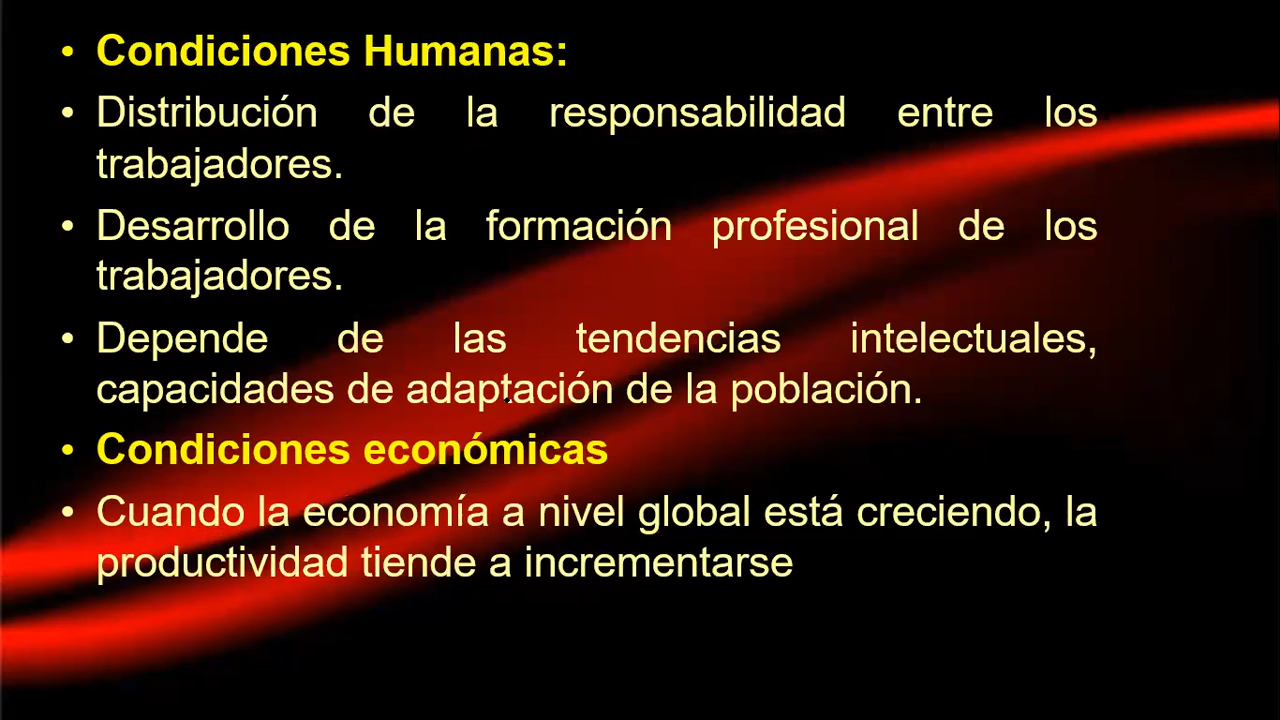 • Condiciones Humanas:
• Distribución de la responsabilidad entre los
trabajadores.
• Desarrollo de la formación profesional de los
trabajadores.
• Depende de las tendencias intelectuales,
capacidades de adaptación de la población.
• Condiciones económicas
• Cuando la economía a nivel global está creciendo, la
productividad tiende a incrementarse